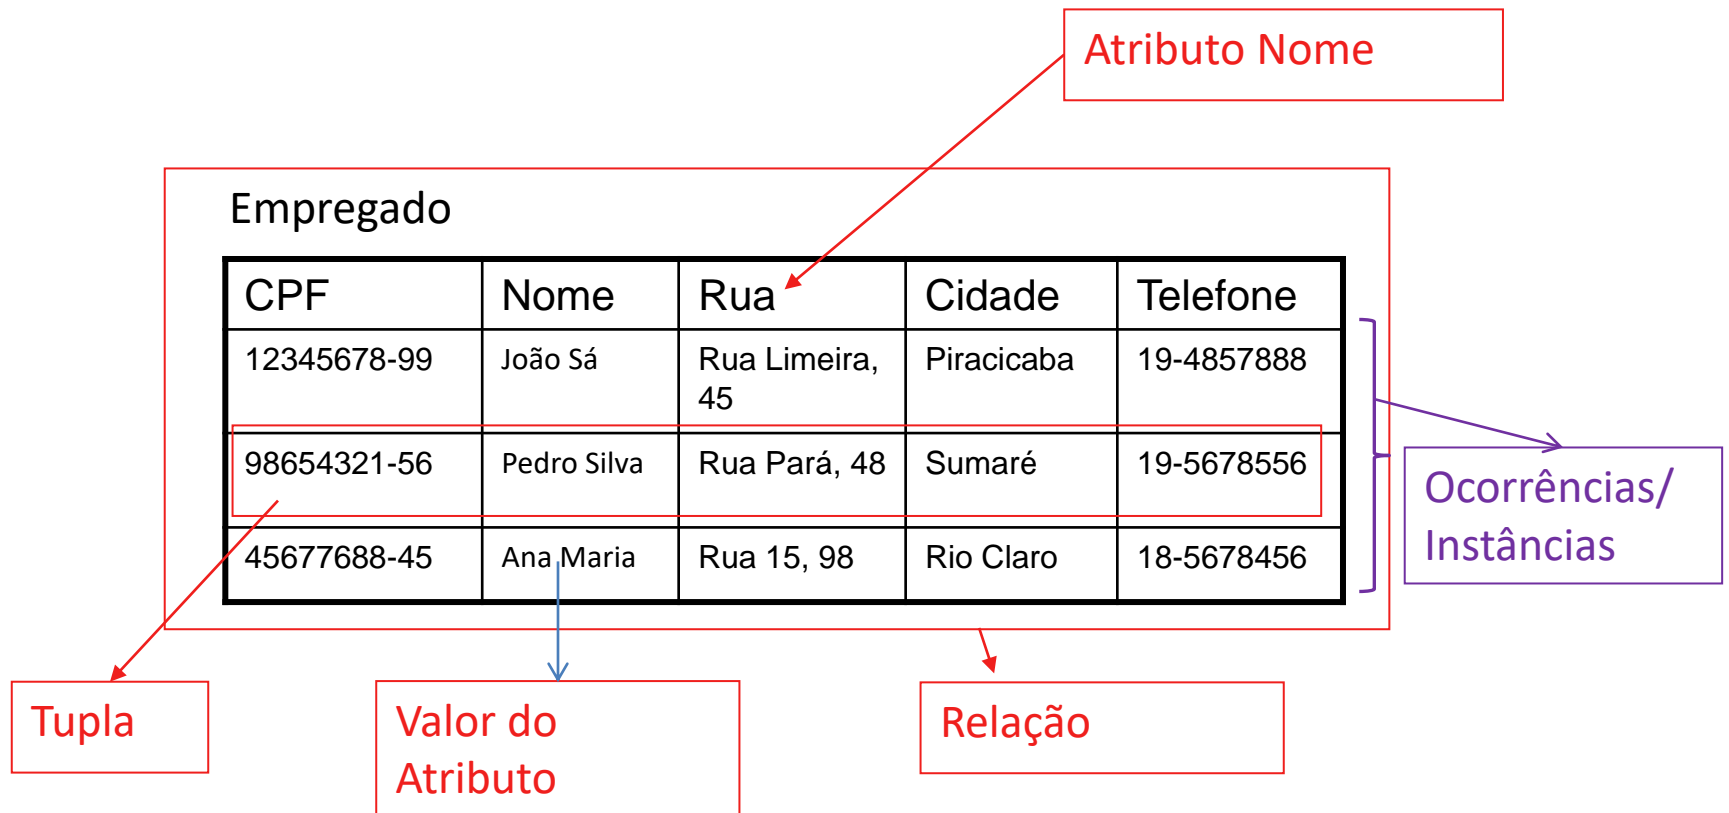 Atributo Nome
Empregado
CPF Nome Rua Cidade Telefone
12345678-99 João Sá Rua Limeira, Piracicaba 19-4857888
45
98654321-56 Pedro Silva Rua Pará, 48 Sumaré 19-5678556
Ocorrências/
Instâncias
45677688-45 Ana Maria Rua 15, 98 Rio Claro 18-5678456
Tupla
Valor do
Atributo
Relação